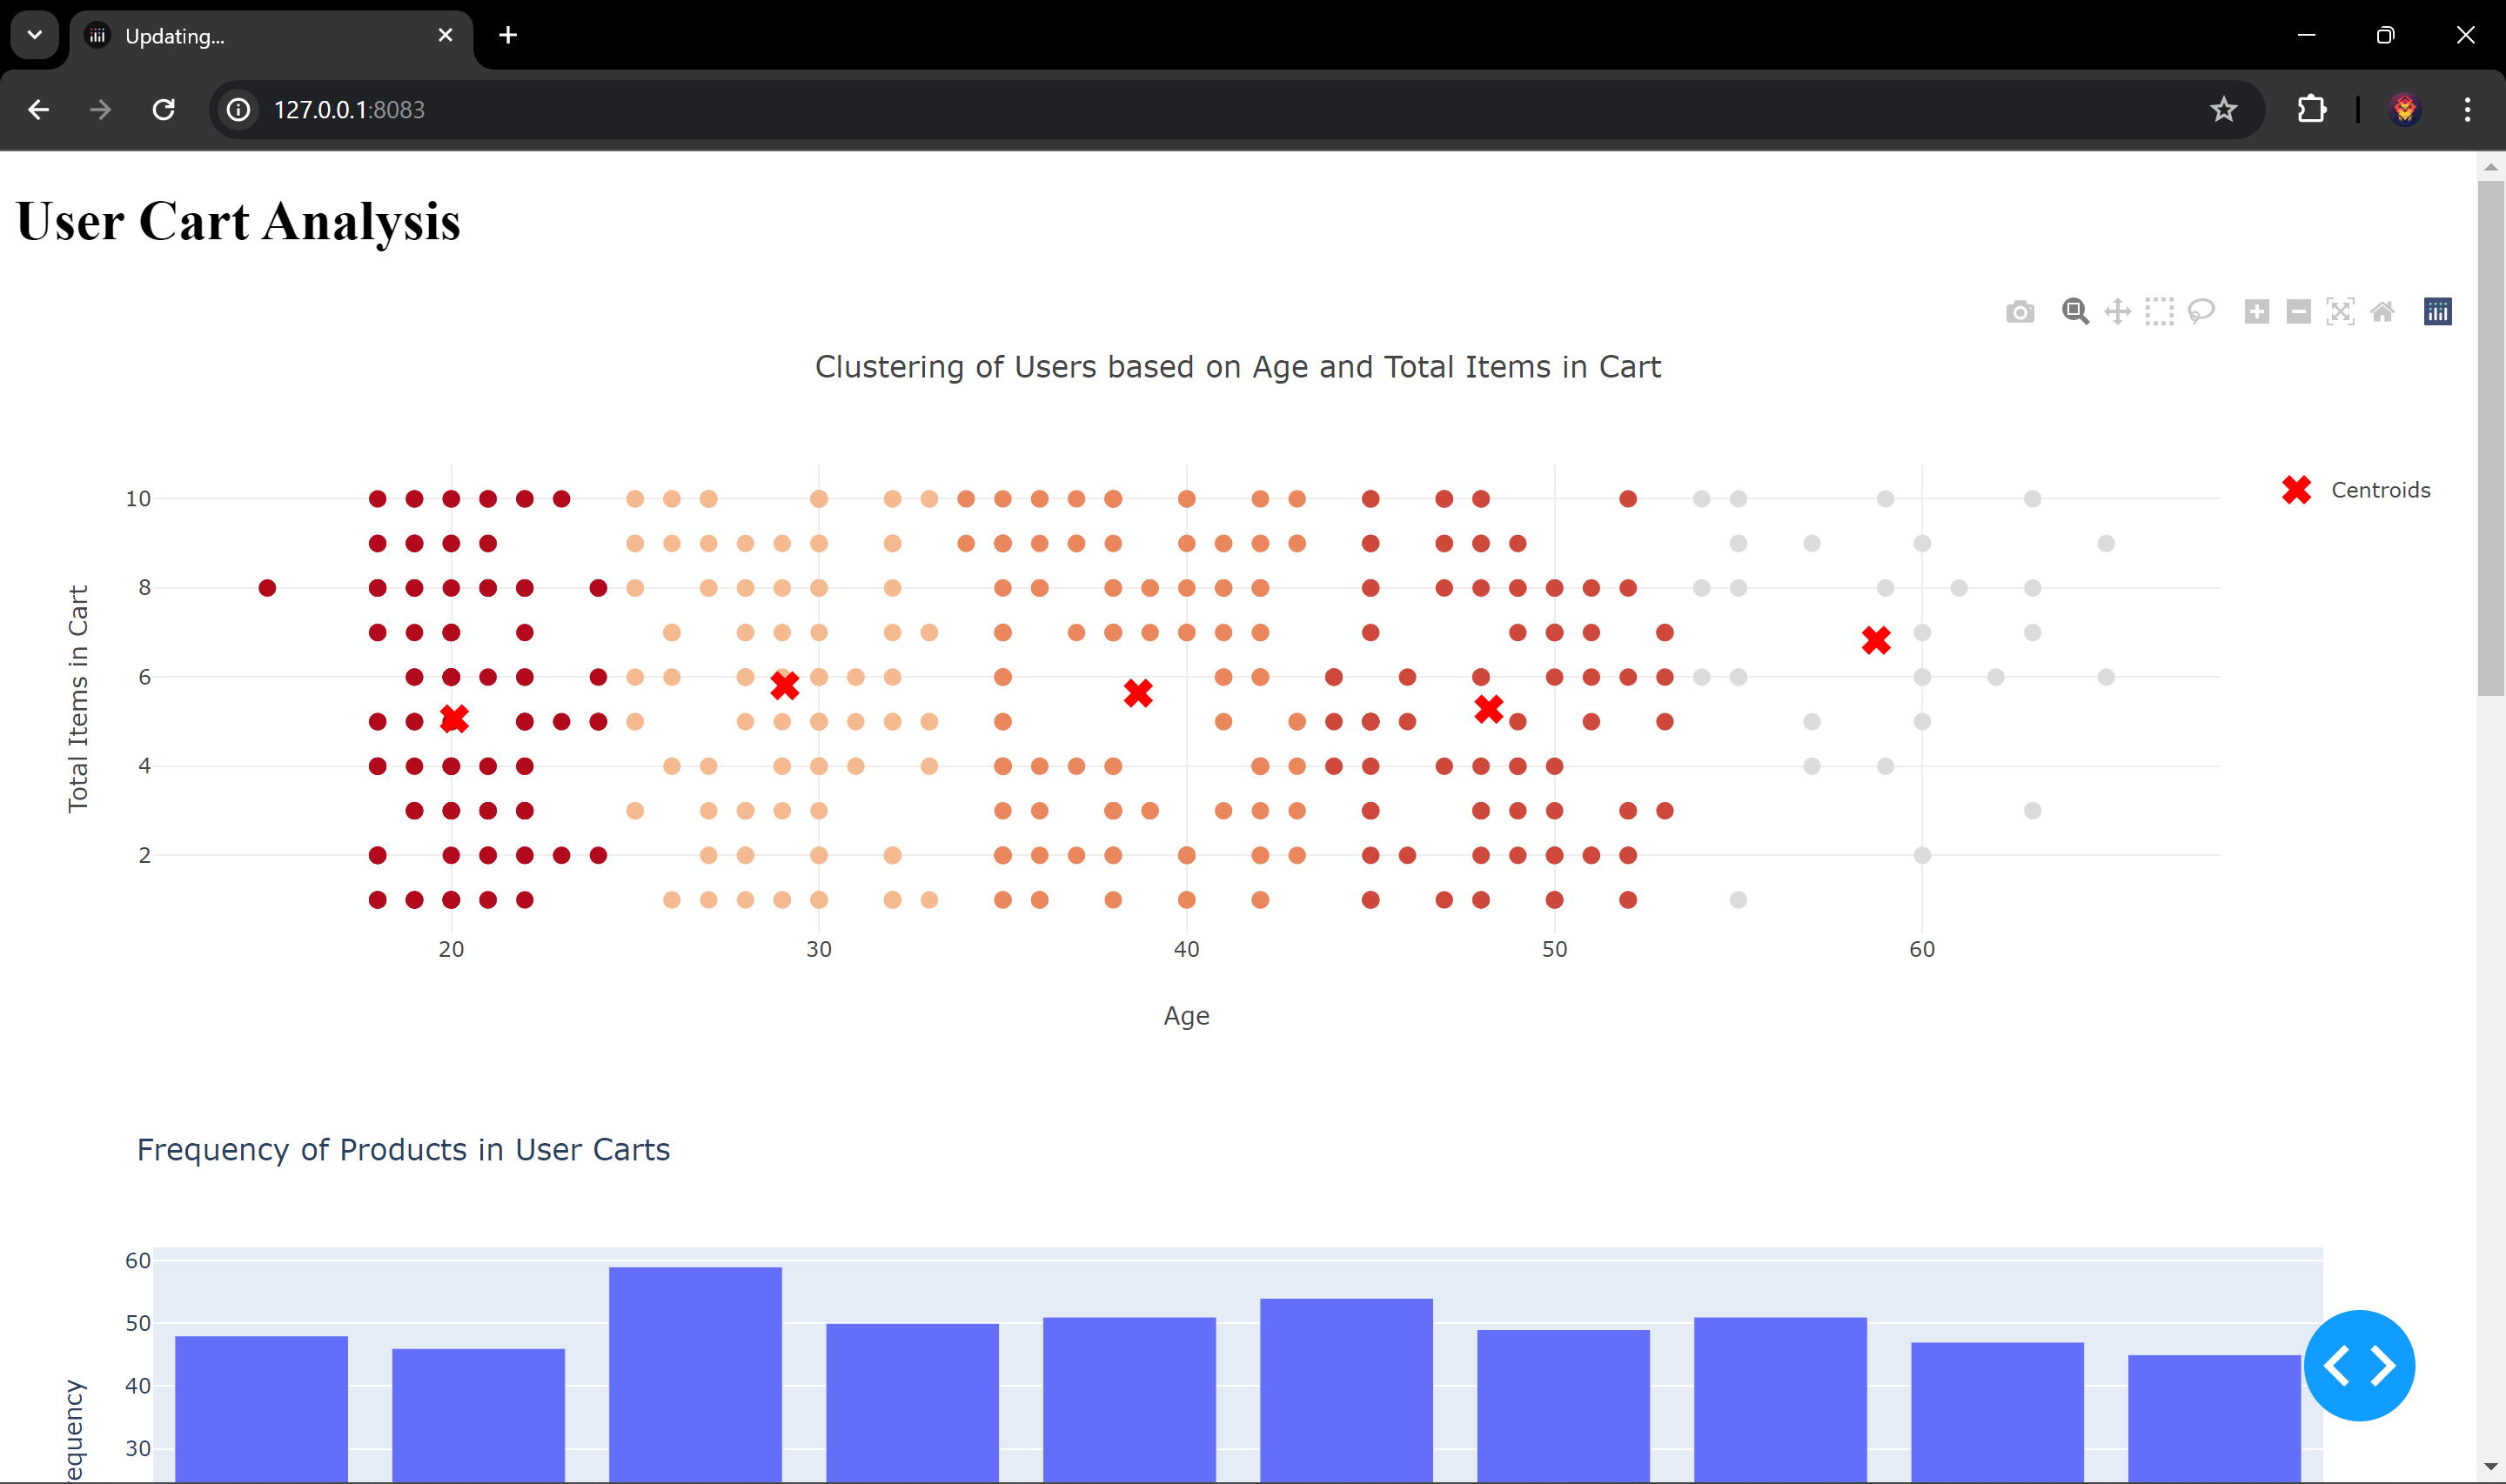 Updating...
127.0.0.1:8083
User Cart Analysis
Clustering of Users based on Age and Total Items in Cart
Centroids
Total Items in Cart
10
8
6
4
2
20 30 40 50 60
Age
Frequency of Products in User Carts
60
50
40
30